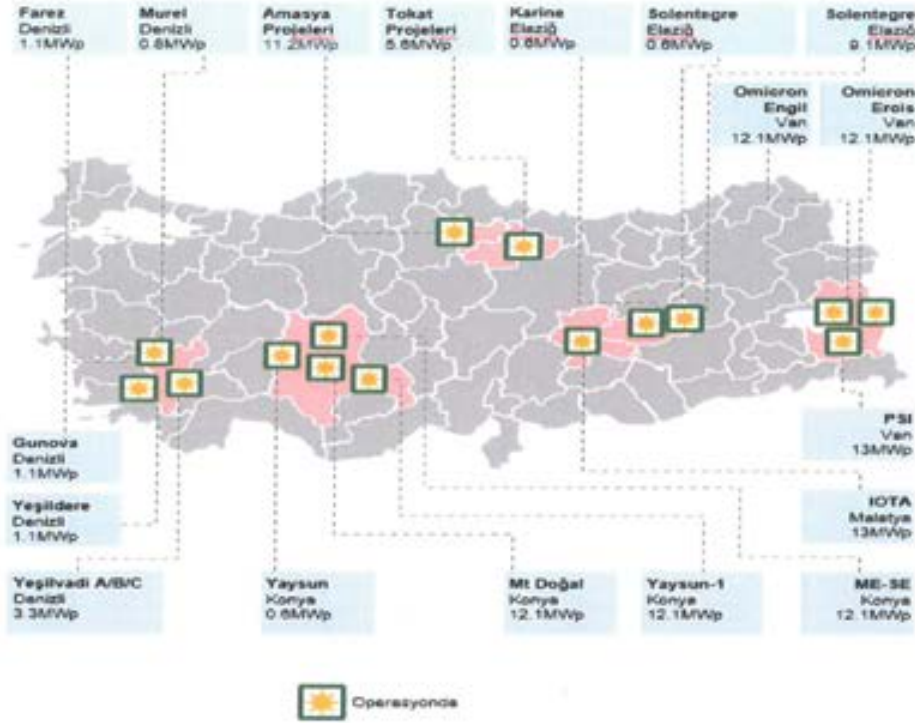 Farez
Denizli
1.1MWp
Murel
Denizli
0.8MWp
Amasya
Projeleri
11.2MWp
Tokat
Projeleri
5.6MWp
Karine
Elazığ
0.6MWp
Solentegre
Elazığ
0.6MWp
Solentegre
Elazığ
9.1MWp
Omicron
Engil
Van
12.1MWp
Omicron
Ercis
Van
12.1MWp
Gunova
Denizli
1.1MWp
PSI
Van
13MWp
Yeşildere
Denizli
1.1MWp
IOTA
Malatya
13MWp
Yeşilvadi A/B/C
Denizli
3.3MWp
Yaysun
Konya
0.6MWp
Mt Doğal
Konya
12.1MWp
Yaysun-1
Konya
12.1MWp
ME-SE
Konya
12.1MWp
Operasyonda